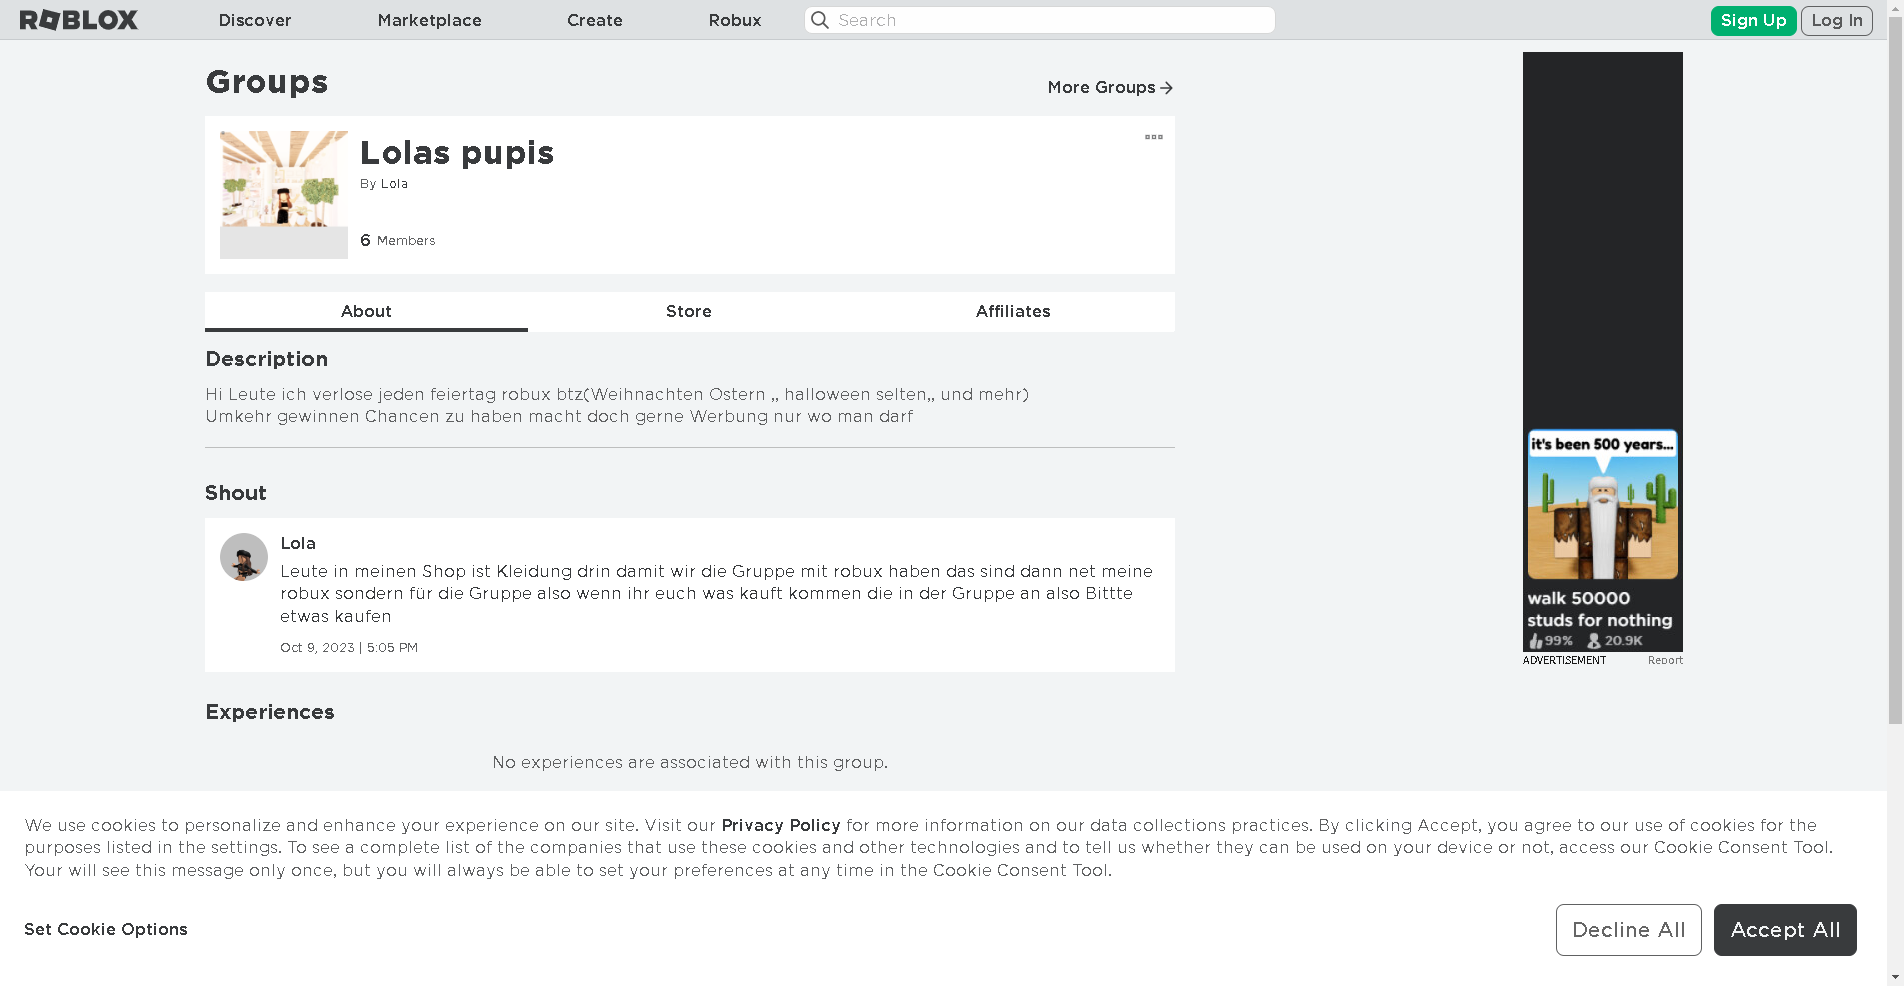 ROBLOX
Discover
Marketplace
Create
Robux
Search
Sign Up
Log In
Groups
More Groups
Lolas pupis
By Lola
6 Members
About
Store
Affiliates
Description
Hi Leute ich verlose jeden feiertag robux btz(Weihnachten Ostern ,, halloween selten,, und mehr)
Umkehr gewinnen Chancen zu haben macht doch gerne Werbung nur wo man darf
Shout
Lola
Leute in meinen Shop ist Kleidung drin damit wir die Gruppe mit robux haben das sind dann net meine
robux sondern für die Gruppe also wenn ihr euch was kauft kommen die in der Gruppe an also Bittte
etwas kaufen
Oct 9, 2023 | 5:05 PM
Experiences
No experiences are associated with this group.
it's been 500 years...
walk 50000
studs for nothing
99% 20.9K
ADVERTISEMENT
Report
We use cookies to personalize and enhance your experience on our site. Visit our Privacy Policy for more information on our data collections practices. By clicking Accept, you agree to our use of cookies for the
purposes listed in the settings. To see a complete list of the companies that use these cookies and other technologies and to tell us whether they can be used on your device or not, access our Cookie Consent Tool.
Your will see this message only once, but you will always be able to set your preferences at any time in the Cookie Consent Tool.
Set Cookie Options
Decline All
Accept All